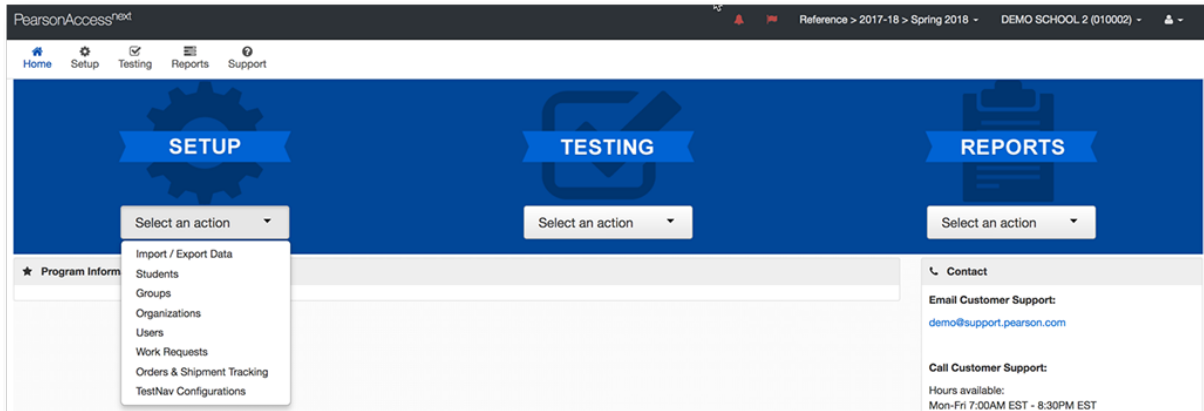 PearsonAccessnext
Reference > 2017-18 > Spring 2018
DEMO SCHOOL 2 (010002)
Home
Setup
Testing
Reports
Support
SETUP
TESTING
REPORTS
Select an action
Select an action
Select an action
Import / Export Data
Students
Groups
Organizations
Users
Work Requests
Orders & Shipment Tracking
TestNav Configurations
Program Inform
Contact
Email Customer Support:
demo@support.pearson.com
Call Customer Support:
Hours available:
Mon-Fri 7:00AM EST - 8:30PM EST